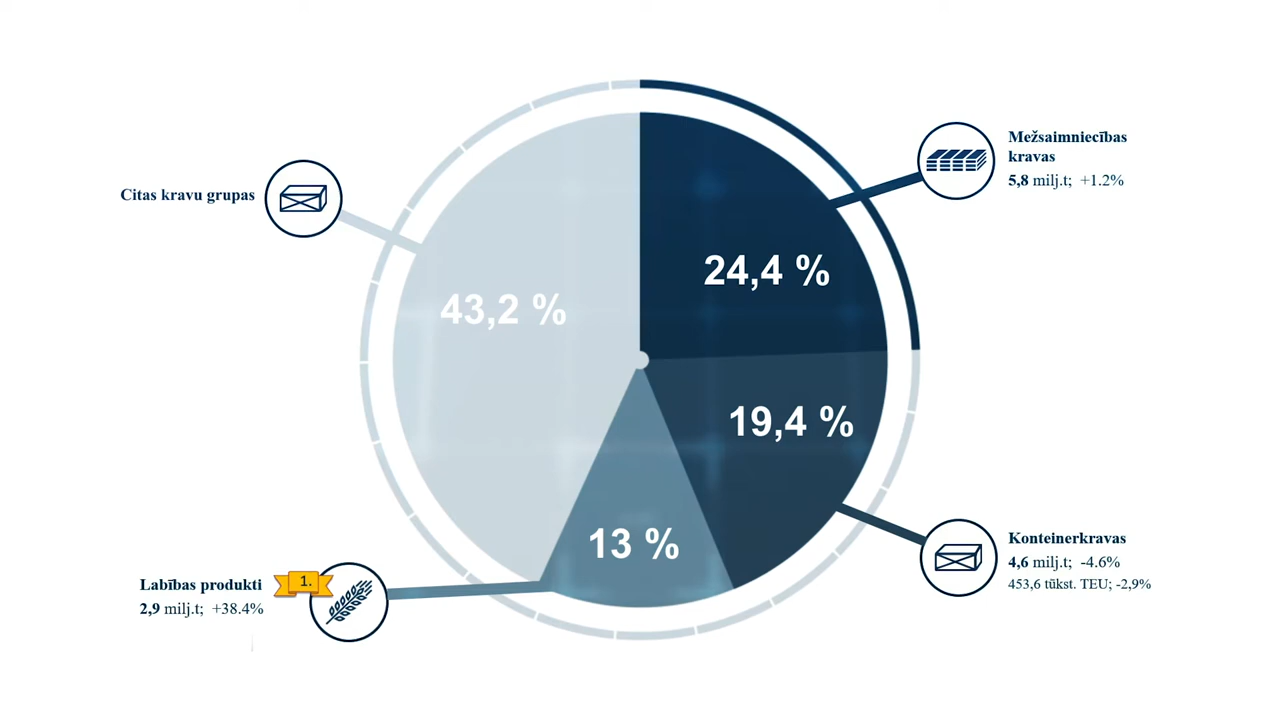 Mežsaimniecības
kravas
5,8 milj.t; +1.2%
Citas kravu grupas
24,4 %
43,2 %
19,4 %
13 %
Konteinerkravas
4,6 milj.t; -4.6%
453,6 tūkst. TEU; -2,9%
Labības produkti
1.
2,9 milj.t; +38.4%